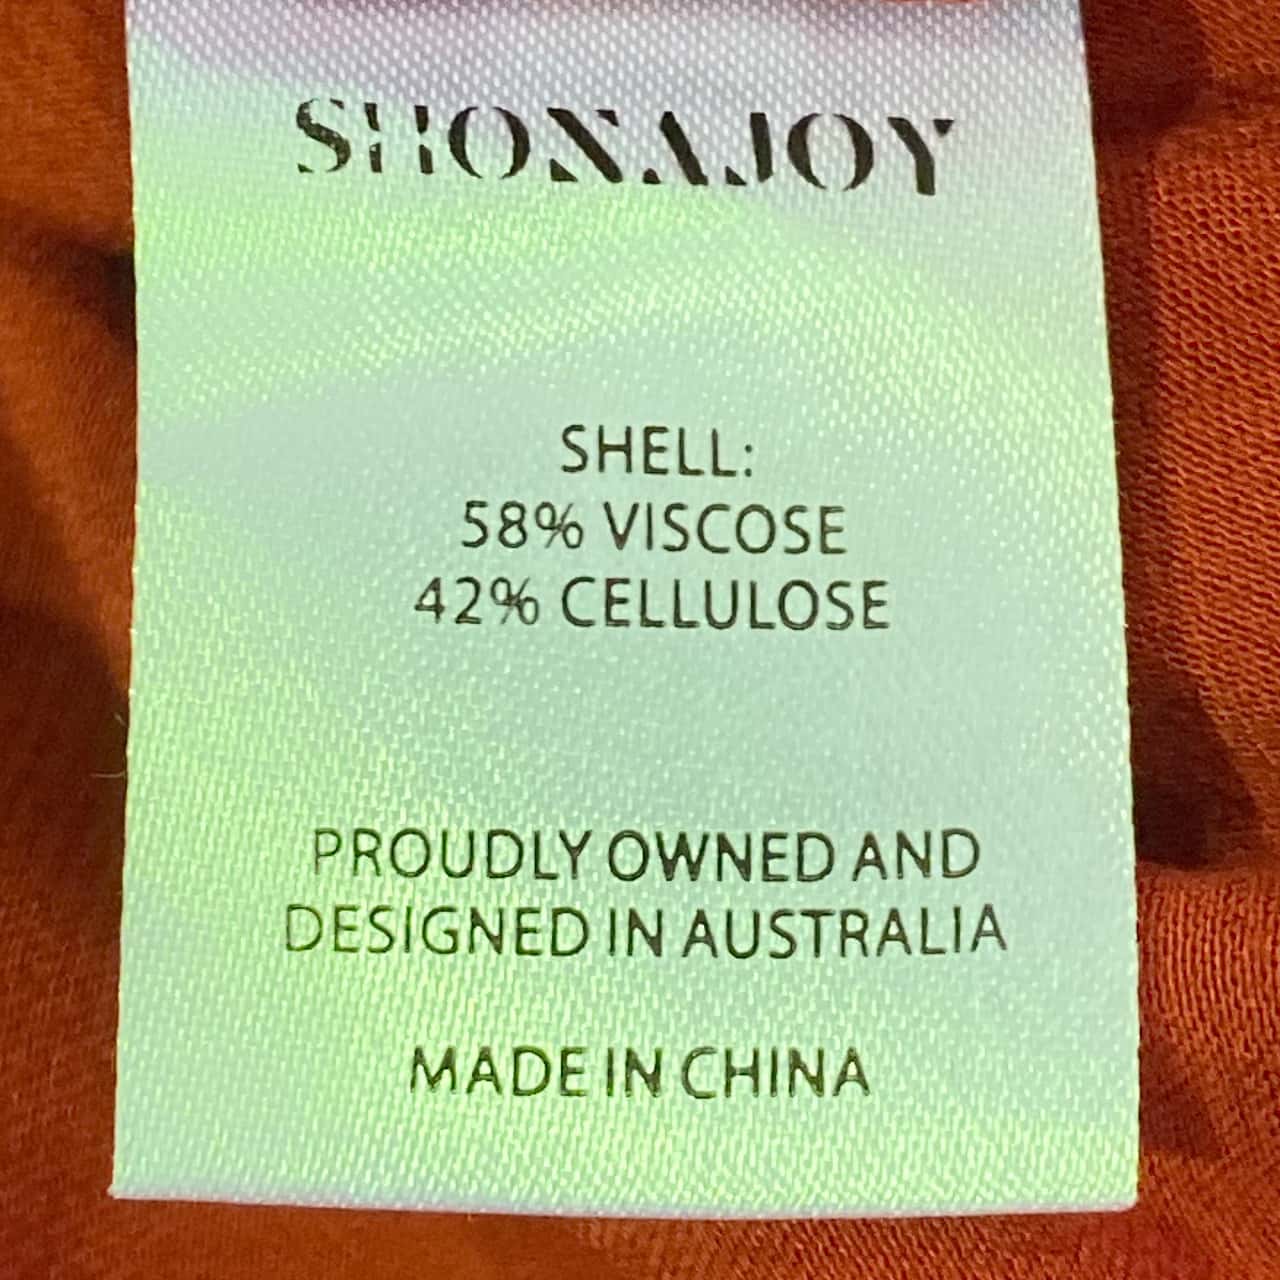 SHONAJOY
SHELL:
58% VISCOSE
42% CELLULOSE
PROUDLY OWNED AND
DESIGNED IN AUSTRALIA
MADE IN CHINA